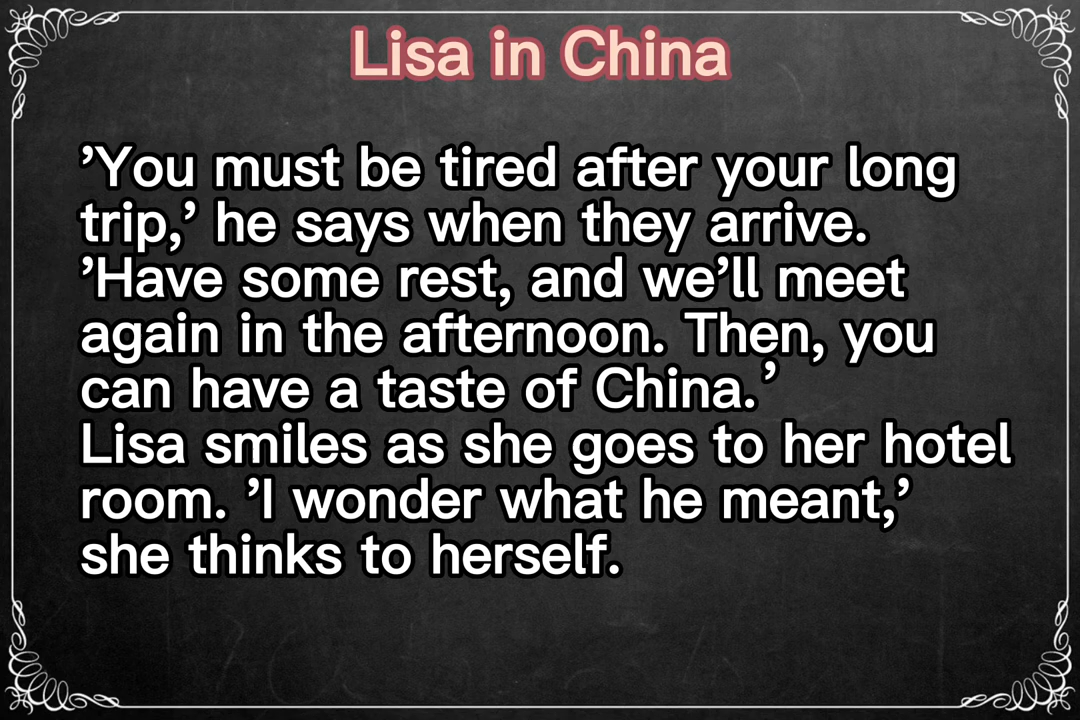 Lisa in China
’You must be tired after your long
trip,’ he says when they arrive.
’Have some rest, and we’ll meet
again in the afternoon. Then, you
can have a taste of China.’
Lisa smiles as she goes to her hotel
room. ’I wonder what he meant,’
she thinks to herself.